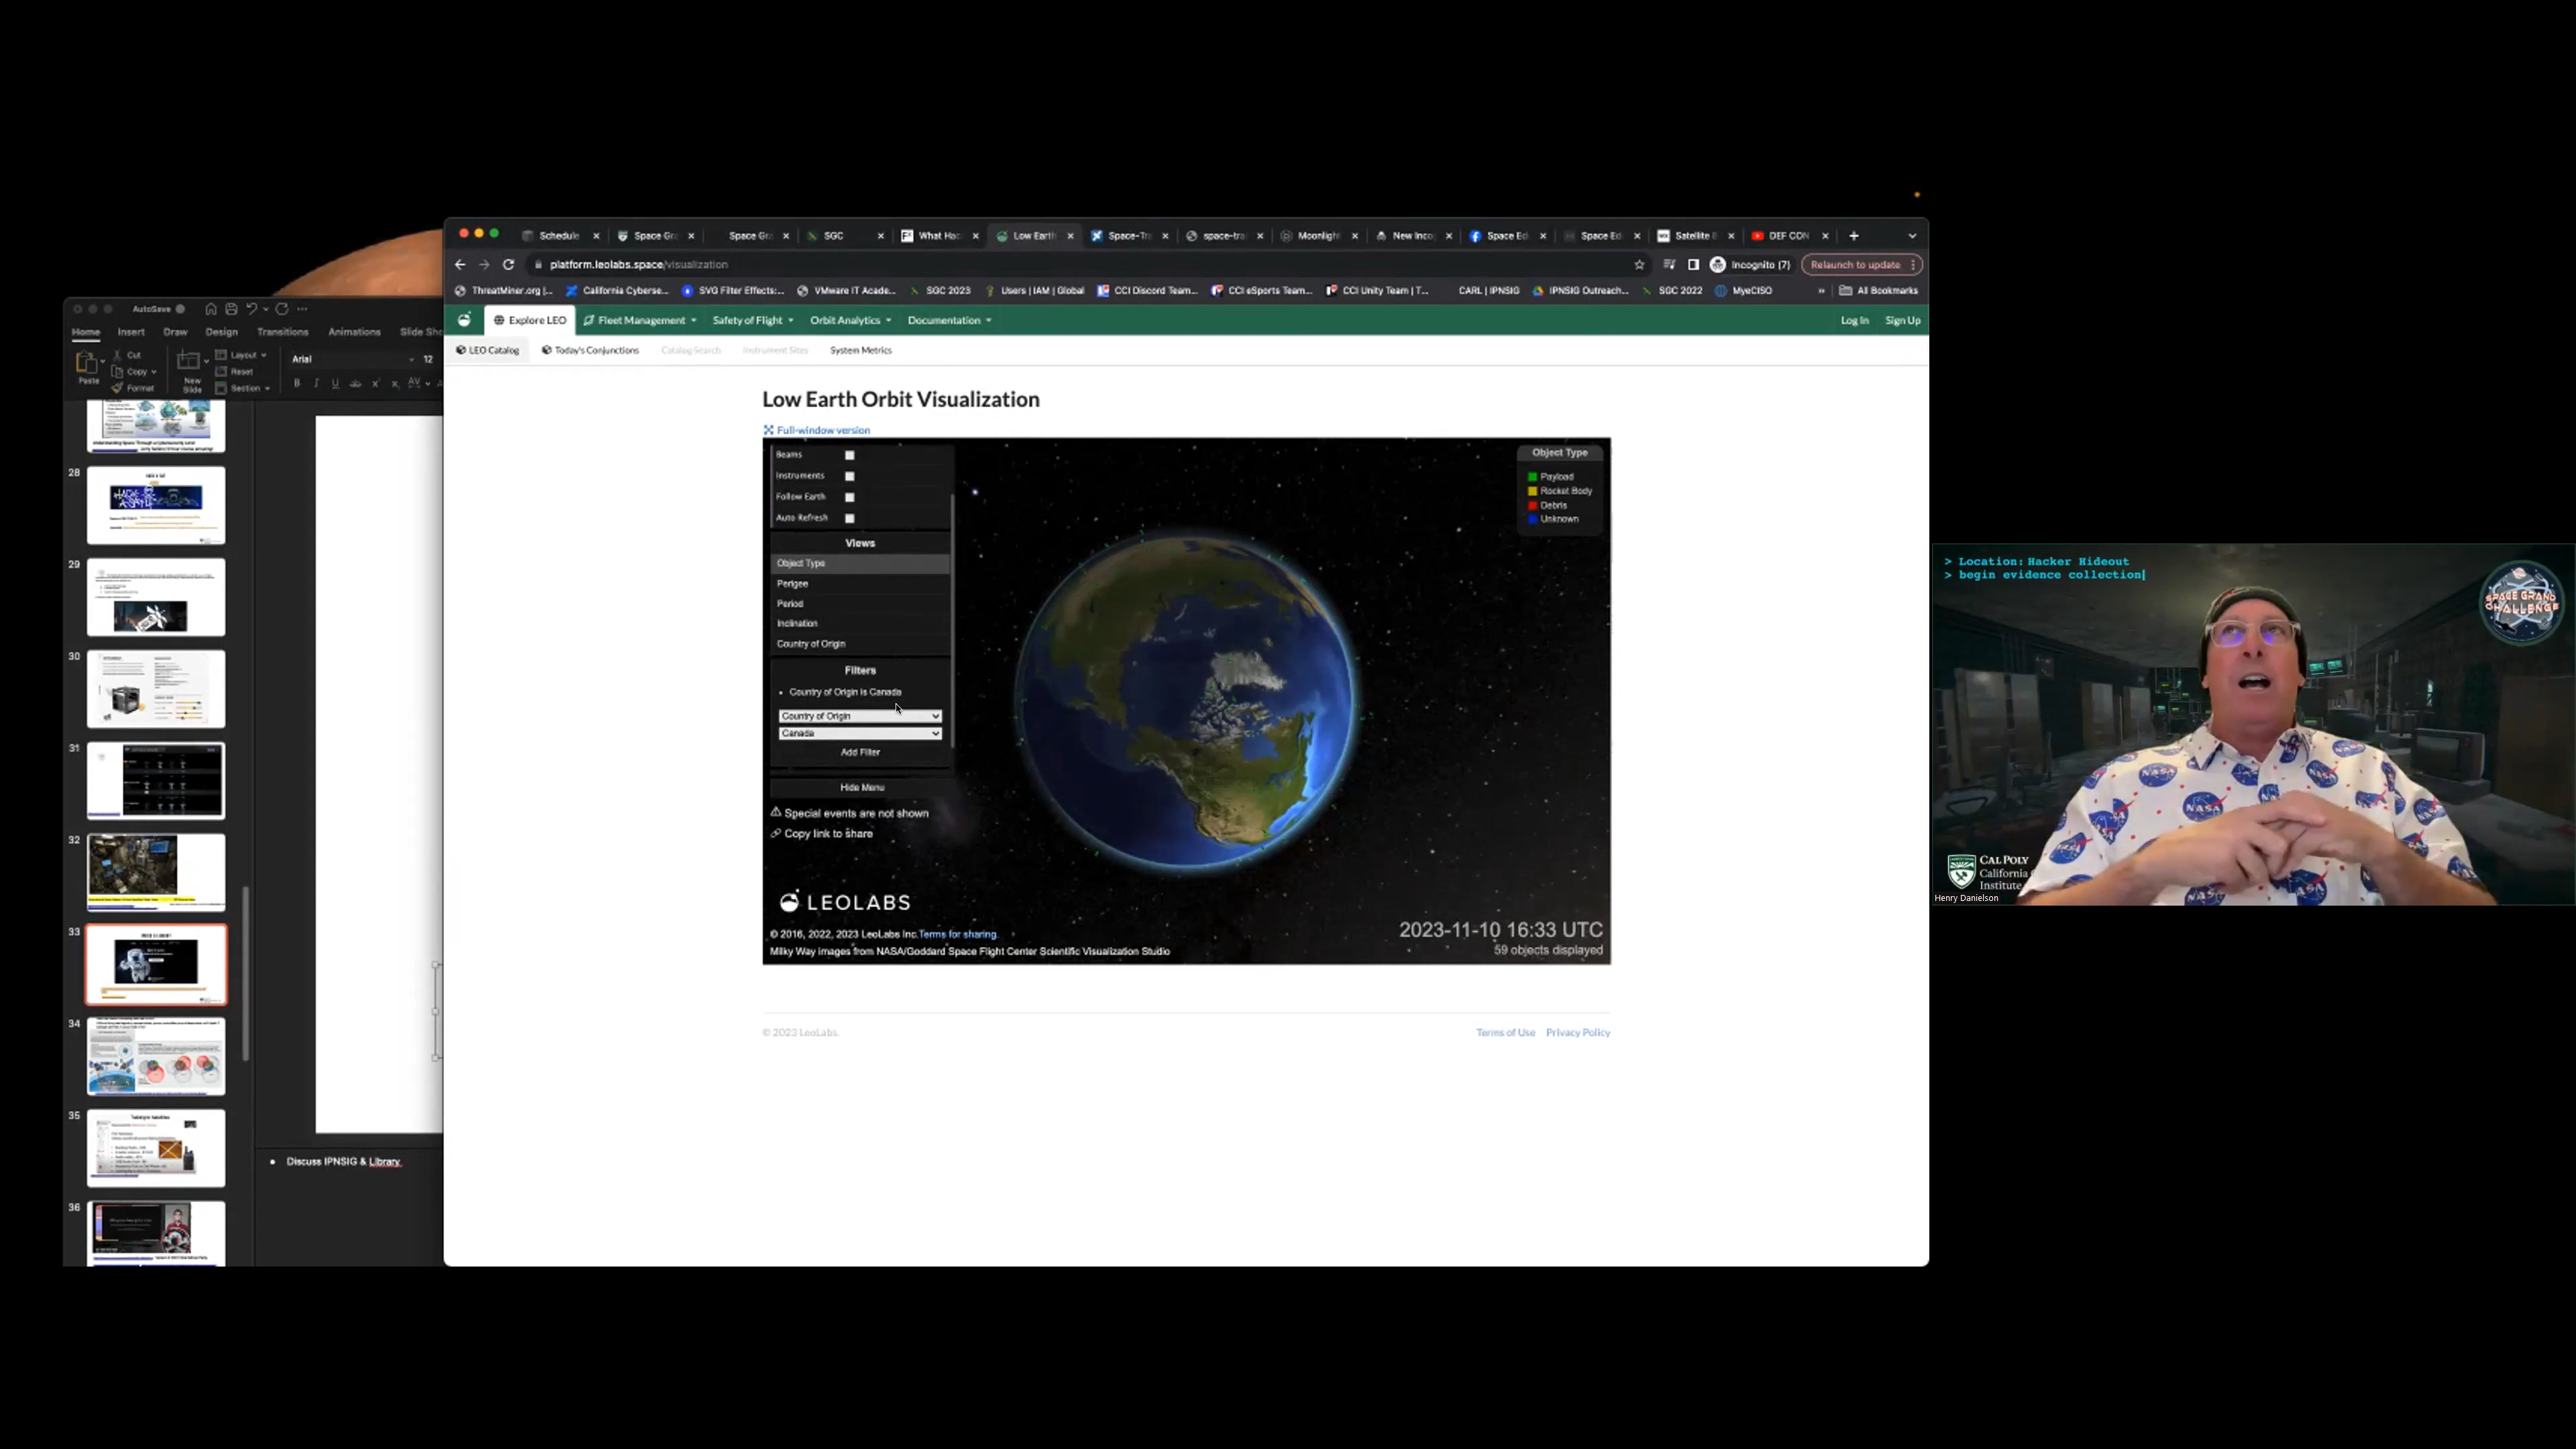 Schedule
Space Gr
Space Gr
SGC
What Hac
Low Earth
Space-Tra
space-tra
Moonligh
New Inco
Space Ed
Space Ed
Satellite E
DEF CON
platform.leolabs.space/visualization
Incognito (7)
Relaunch to update
ThreatMiner.org |...
California Cyberse...
SVG Filter Effects:...
VMware IT Acade...
SGC 2023
Users | IAM | Global
CCI Discord Team...
CCI eSports Team...
CCI Unity Team | T...
CARL | IPNSIG
IPNSIG Outreach...
SGC 2022
MyeCISO
»
All Bookmarks
AutoSave
Home
Insert
Draw
Design
Transitions
Animations
Slide Sho
Paste
Cut
Copy
Format
New
Slide
Layout
Reset
Section
Arial
12
28
29
30
31
32
33
34
35
36
Discuss IPNSIG & Library
Explore LEO
Fleet Management
Safety of Flight
Orbit Analytics
Documentation
Log In
Sign Up
LEO Catalog
Today's Conjunctions
Catalog Search
Instrument Sites
System Metrics
Low Earth Orbit Visualization
Full-window version
Beams
Instruments
Follow Earth
Auto Refresh
Views
Object Type
Perigee
Period
Inclination
Country of Origin
Filters
Country of Origin is Canada
Country of Origin
Canada
Add Filter
Hide Menu
Special events are not shown
Copy link to share
Object Type
Payload
Rocket Body
Debris
Unknown
LEOLABS
© 2016, 2022, 2023 LeoLabs Inc. Terms for sharing.
Milky Way images from NASA/Goddard Space Flight Center Scientific Visualization Studio
2023-11-10 16:33 UTC
59 objects displayed
© 2023 LeoLabs.
Terms of Use
Privacy Policy
> Location: Hacker Hideout
> begin evidence collection
SPACE GRAND
CHALLENGE
NASA
CAL POLY
California
Institute
Henry Danielson